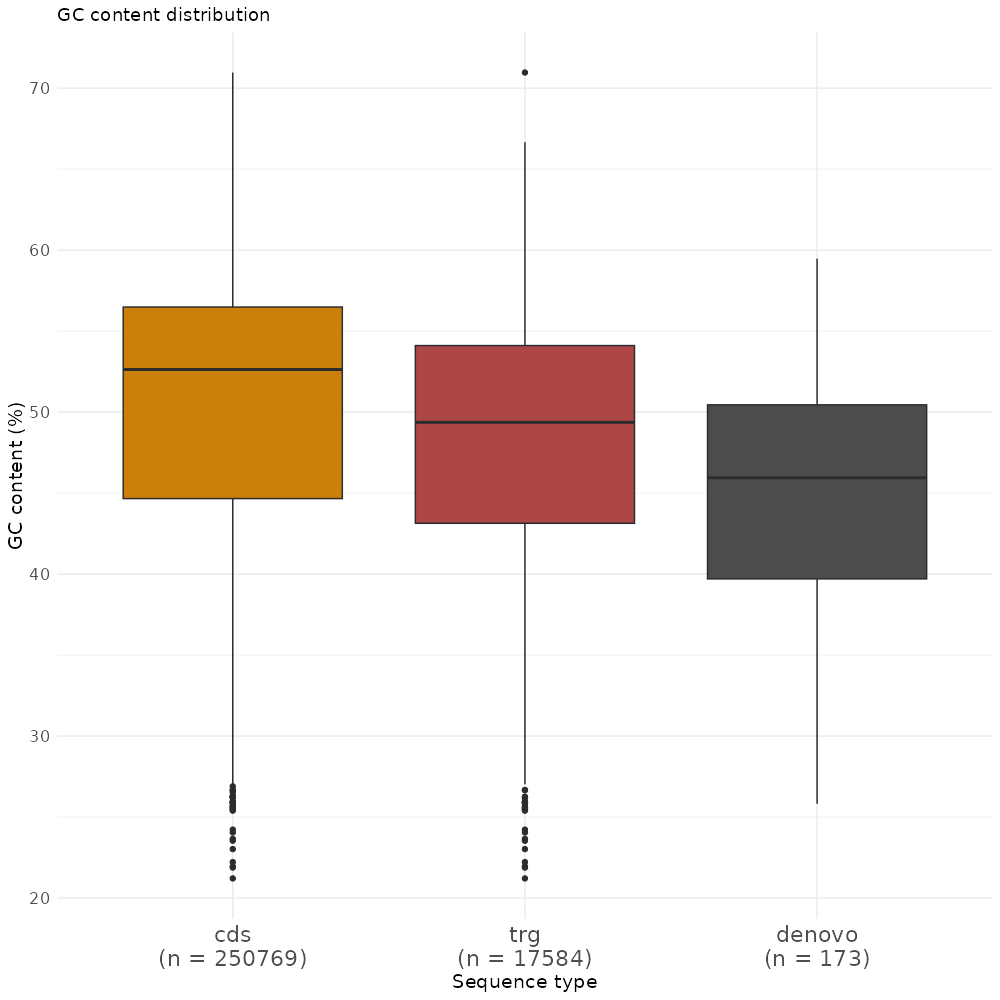 GC content distribution
70
60
50
40
30
20
GC content (%)
cds
(n = 250769)
trg
(n = 17584)
denovo
(n = 173)
Sequence type